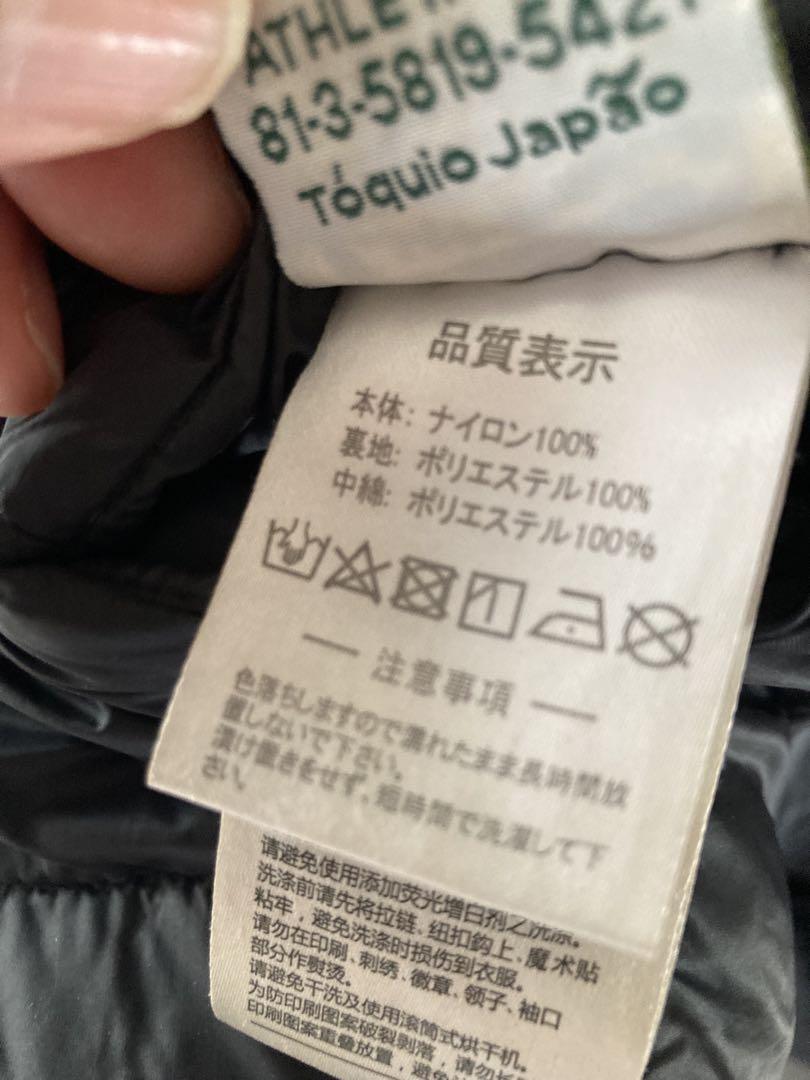 ATHLE
81-3-5819-5421
Tóquio Japão
品質表示
本体: ナイロン100%
裏地: ポリエステル100%
中綿: ポリエステル100%
注意事項
色落ちしますので濡れたまま長時間放
置しないで下さい。
漬け置きをせず、短時間で洗濯して下
さい。
请避免使用添加荧光增白剂之洗涤。
洗涤前请先将拉链、纽扣鈎上、魔术贴
粘牢，避免洗涤时损伤到衣服。
请勿在印刷、刺绣、徽章、领子、袖口
部分作熨烫。
请避免干洗及使用滚筒式烘干机。
为防印刷图案破裂剥落，请勿
印刷图案重叠放置，避免